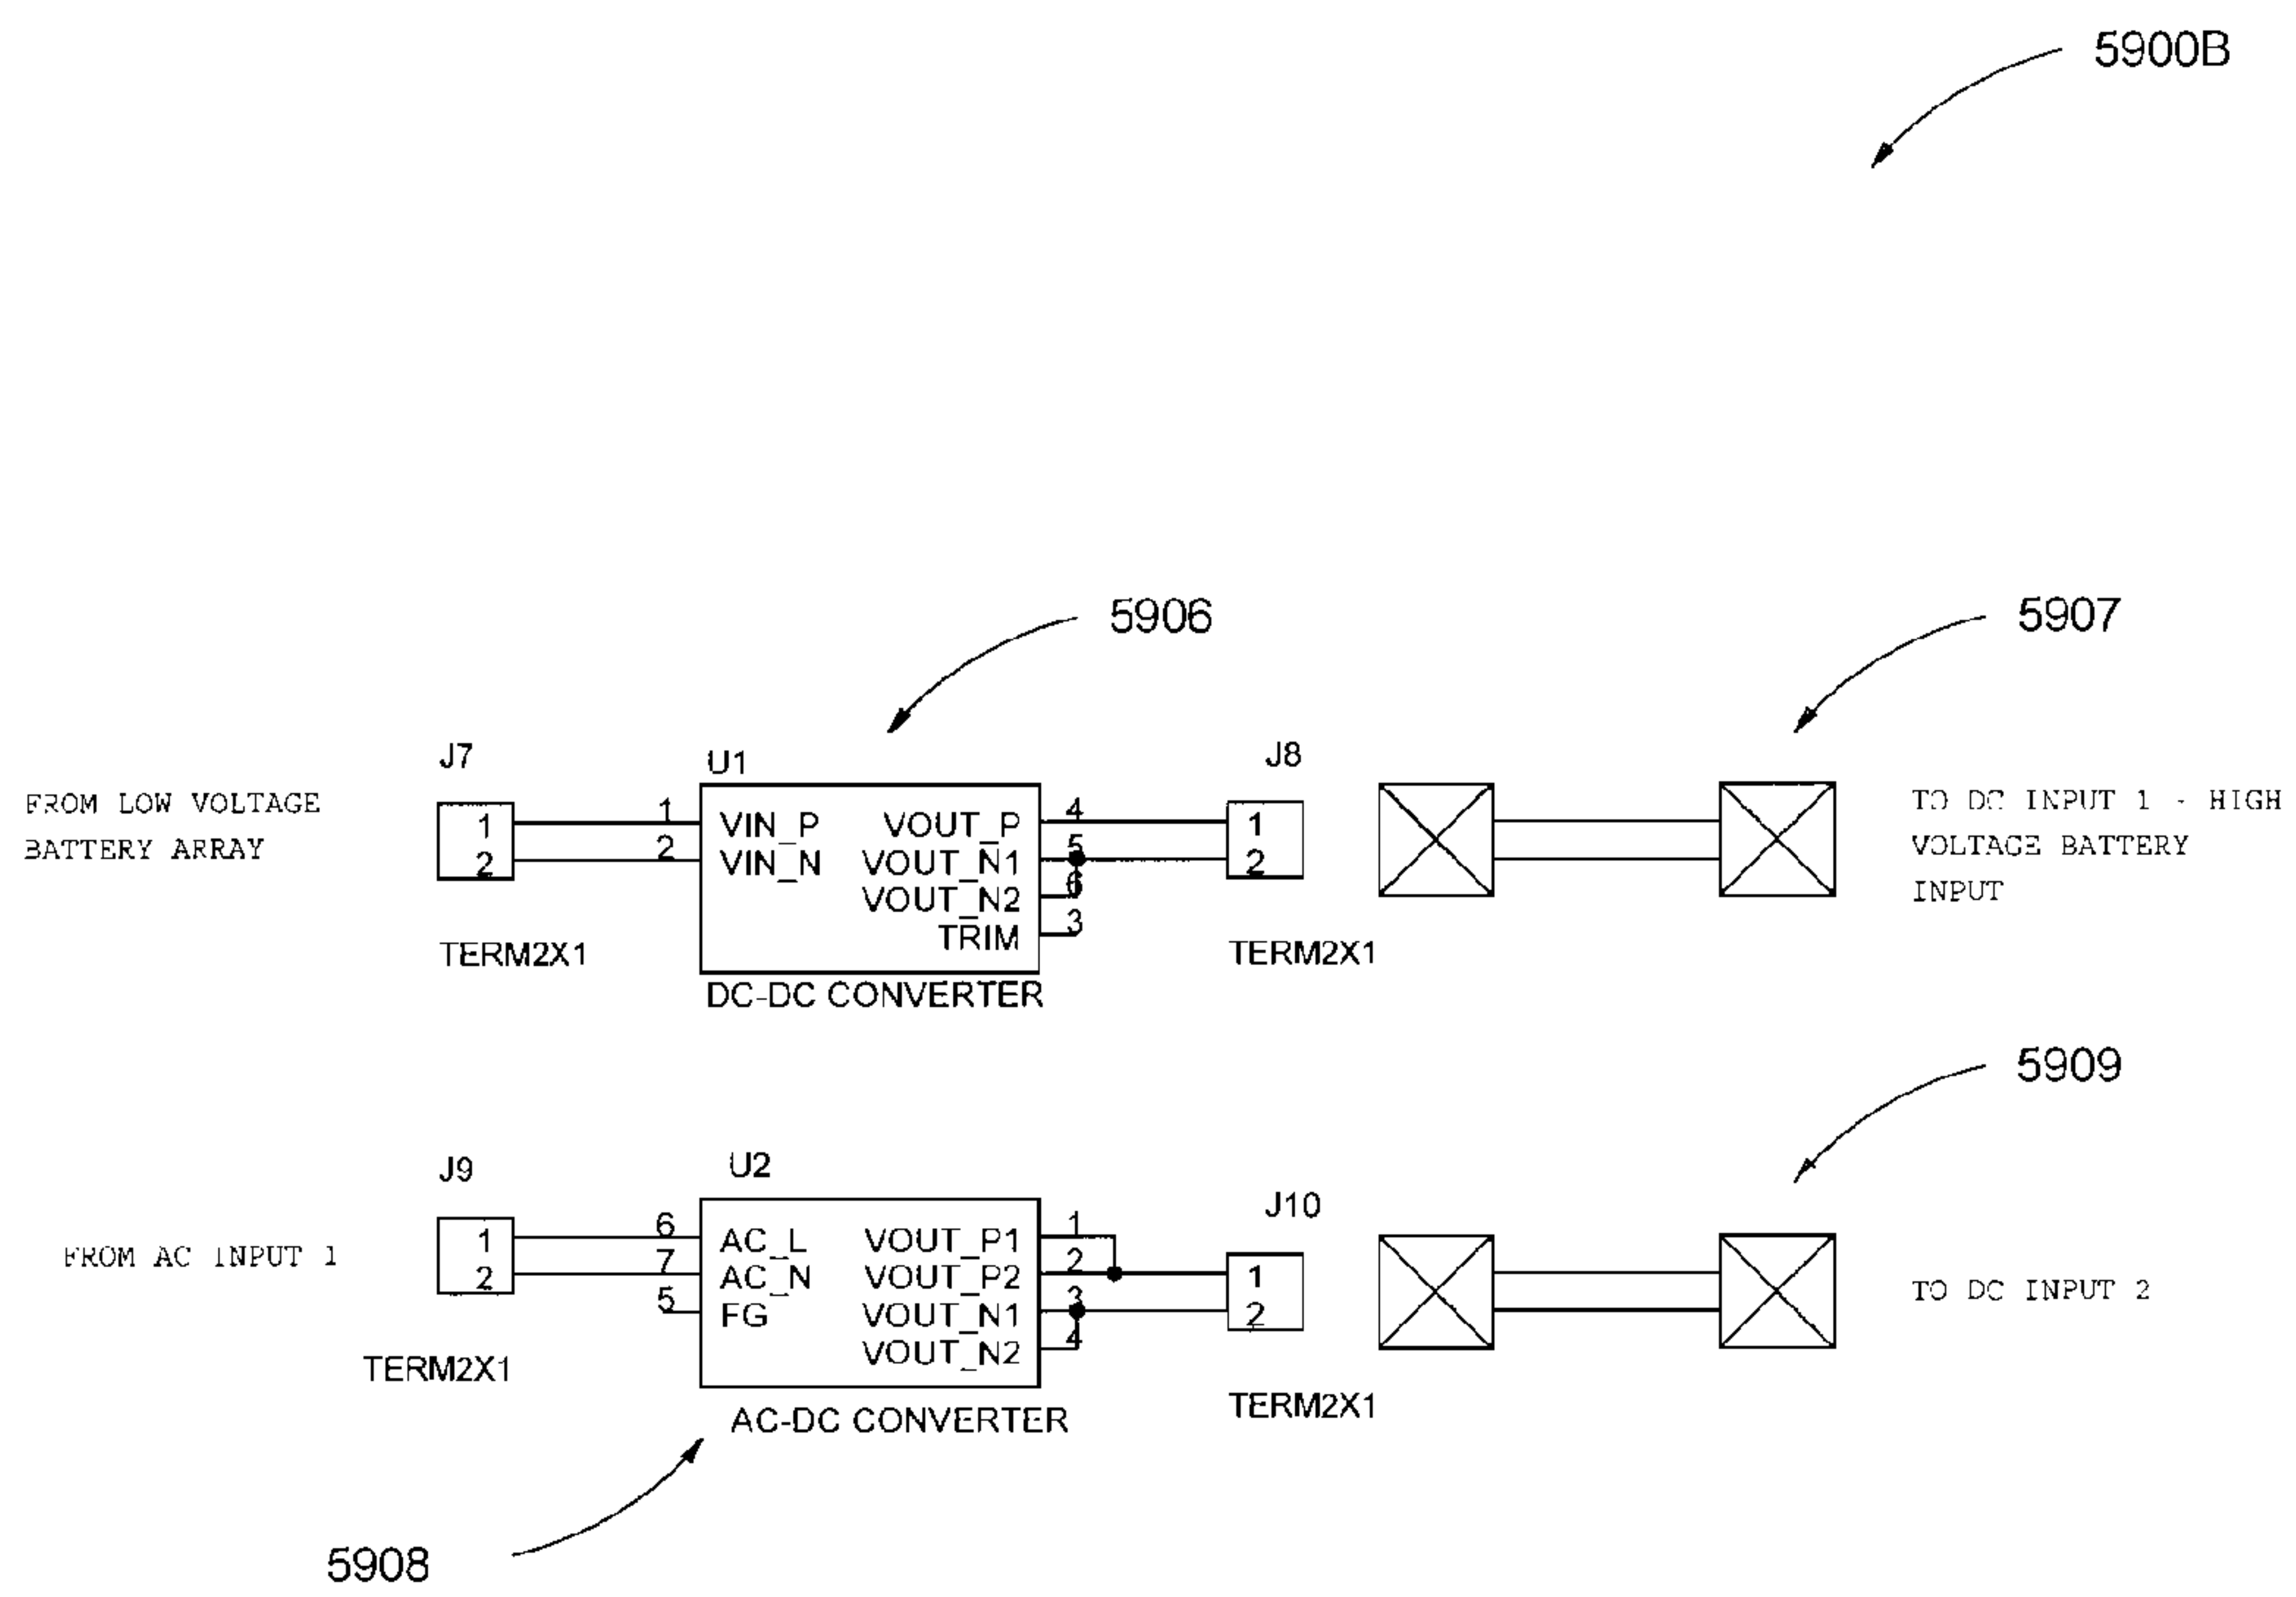 5900B
5906
5907
J7
U1
J8
FROM LOW VOLTAGE
BATTERY ARRAY
1
2
1
2
VIN_P
VIN_N
VOUT_P
VOUT_N1
VOUT_N2
TRIM
4
5
6
3
1
2
TO DC INPUT 1 - HIGH
VOLTAGE BATTERY
INPUT
TERM2X1
TERM2X1
DC-DC CONVERTER
5909
J9
U2
J10
FROM AC INPUT 1
1
2
6
7
5
AC_L
AC_N
FG
VOUT_P1
VOUT_P2
VOUT_N1
VOUT_N2
1
2
3
4
1
2
TO DC INPUT 2
TERM2X1
TERM2X1
AC-DC CONVERTER
5908